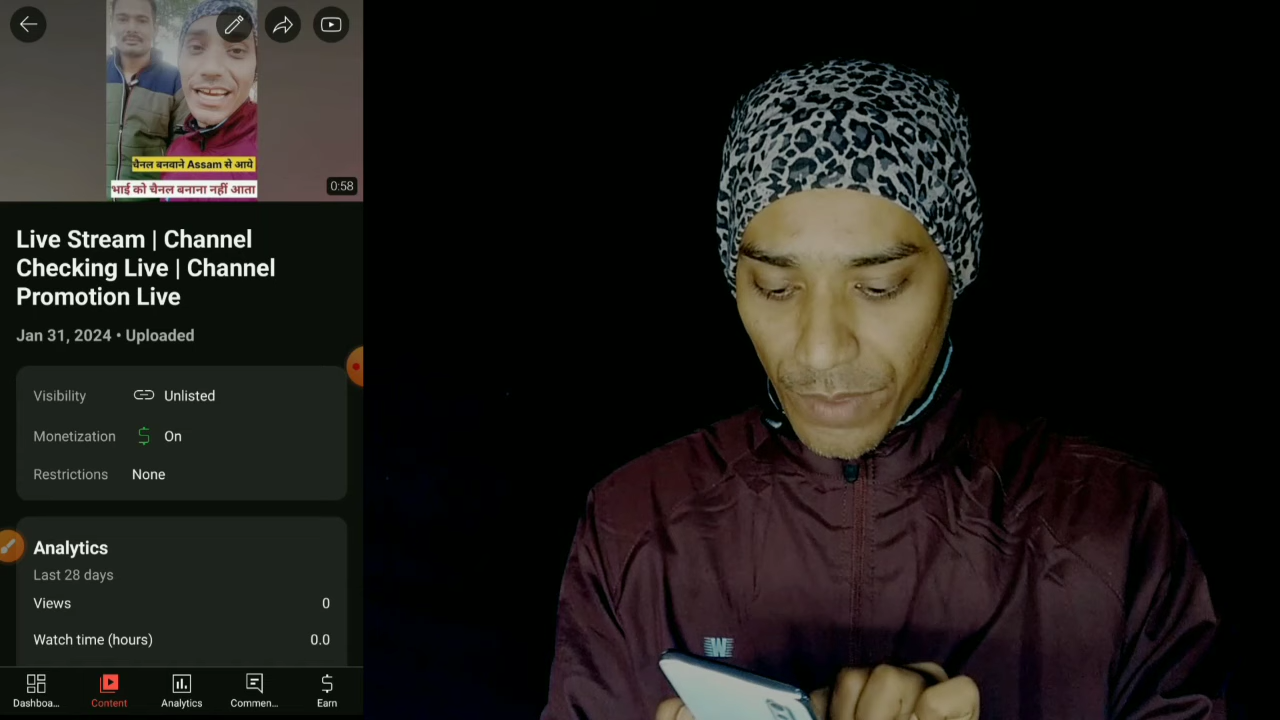 चैनल बनवाने Assam से आये
भाई को चैनल बनाना नहीं आता
0:58
Live Stream | Channel
Checking Live | Channel
Promotion Live
Jan 31, 2024 • Uploaded
Visibility Unlisted
Monetization On
Restrictions None
Analytics
Last 28 days
Views 0
Watch time (hours) 0.0
Dashboa... Content Analytics Commen... Earn
W